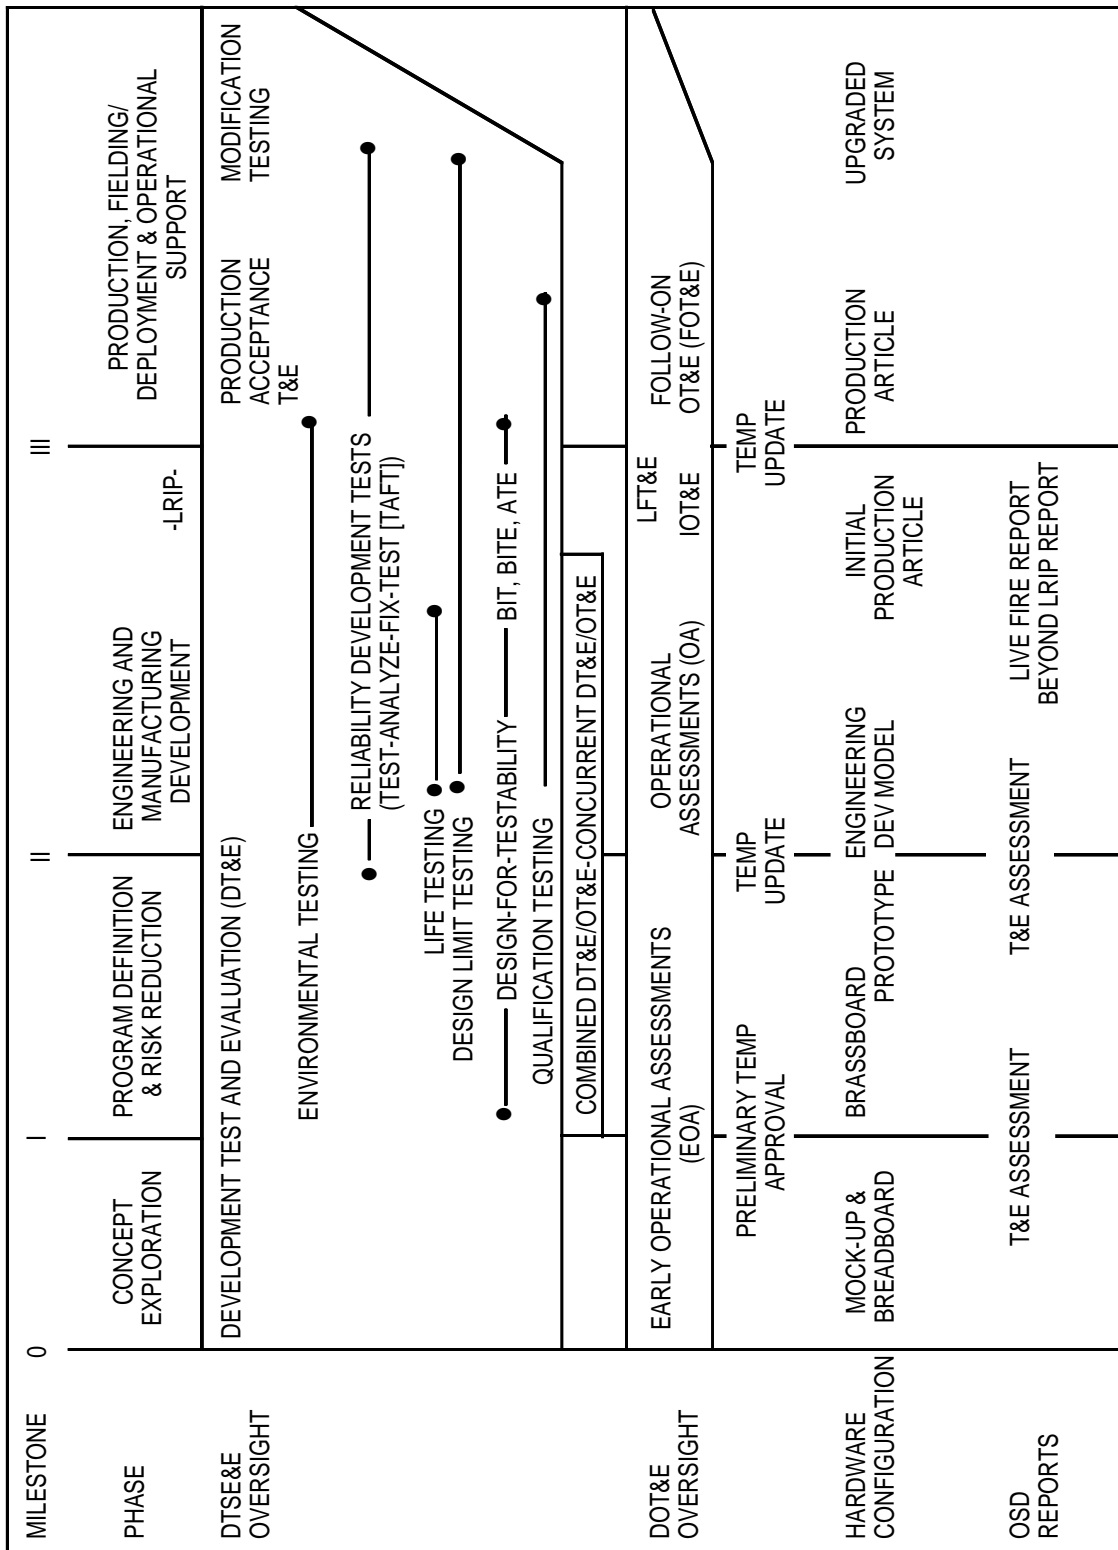 MILESTONE
0
I
II
III
PHASE
CONCEPT
EXPLORATION
PROGRAM DEFINITION
& RISK REDUCTION
ENGINEERING AND
MANUFACTURING
DEVELOPMENT
-LRIP-
PRODUCTION, FIELDING/
DEPLOYMENT & OPERATIONAL
SUPPORT
DTSE&E
OVERSIGHT
DEVELOPMENT TEST AND EVALUATION (DT&E)
PRODUCTION
ACCEPTANCE
T&E
MODIFICATION
TESTING
ENVIRONMENTAL TESTING
RELIABILITY DEVELOPMENT TESTS
(TEST-ANALYZE-FIX-TEST [TAFT])
LIFE TESTING
DESIGN LIMIT TESTING
DESIGN-FOR-TESTABILITY
BIT, BITE, ATE
QUALIFICATION TESTING
COMBINED DT&E/OT&E-CONCURRENT DT&E/OT&E
DOT&E
OVERSIGHT
EARLY OPERATIONAL ASSESSMENTS
(EOA)
OPERATIONAL
ASSESSMENTS (OA)
LFT&E
IOT&E
FOLLOW-ON
OT&E (FOT&E)
PRELIMINARY TEMP
APPROVAL
TEMP
UPDATE
TEMP
UPDATE
HARDWARE
CONFIGURATION
MOCK-UP &
BREADBOARD
BRASSBOARD
PROTOTYPE
ENGINEERING
DEV MODEL
INITIAL
PRODUCTION
ARTICLE
PRODUCTION
ARTICLE
UPGRADED
SYSTEM
OSD
REPORTS
T&E ASSESSMENT
T&E ASSESSMENT
LIVE FIRE REPORT
BEYOND LRIP REPORT